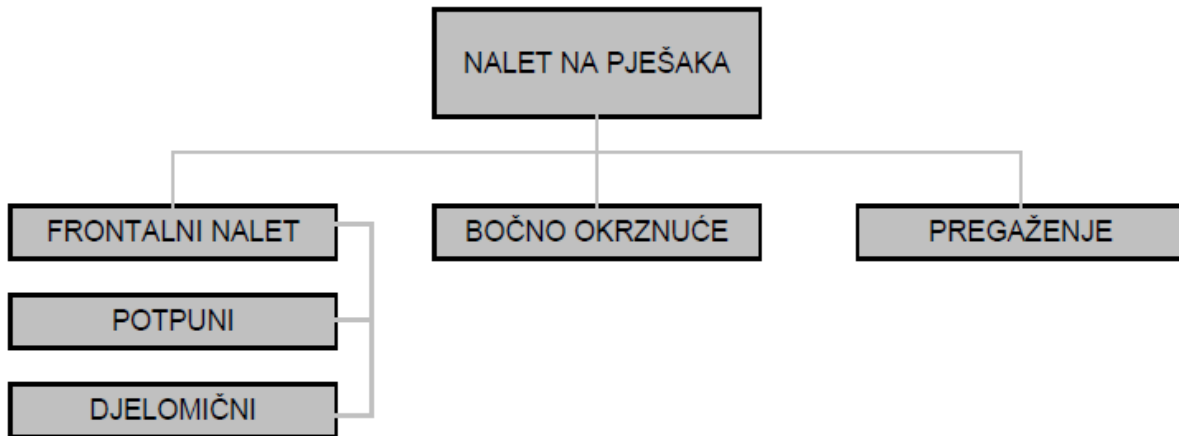 NALET NA PJEŠAKA
FRONTALNI NALET
BOČNO OKRZNUĆE
PREGAŽENJE
POTPUNI
DJELOMIČNI